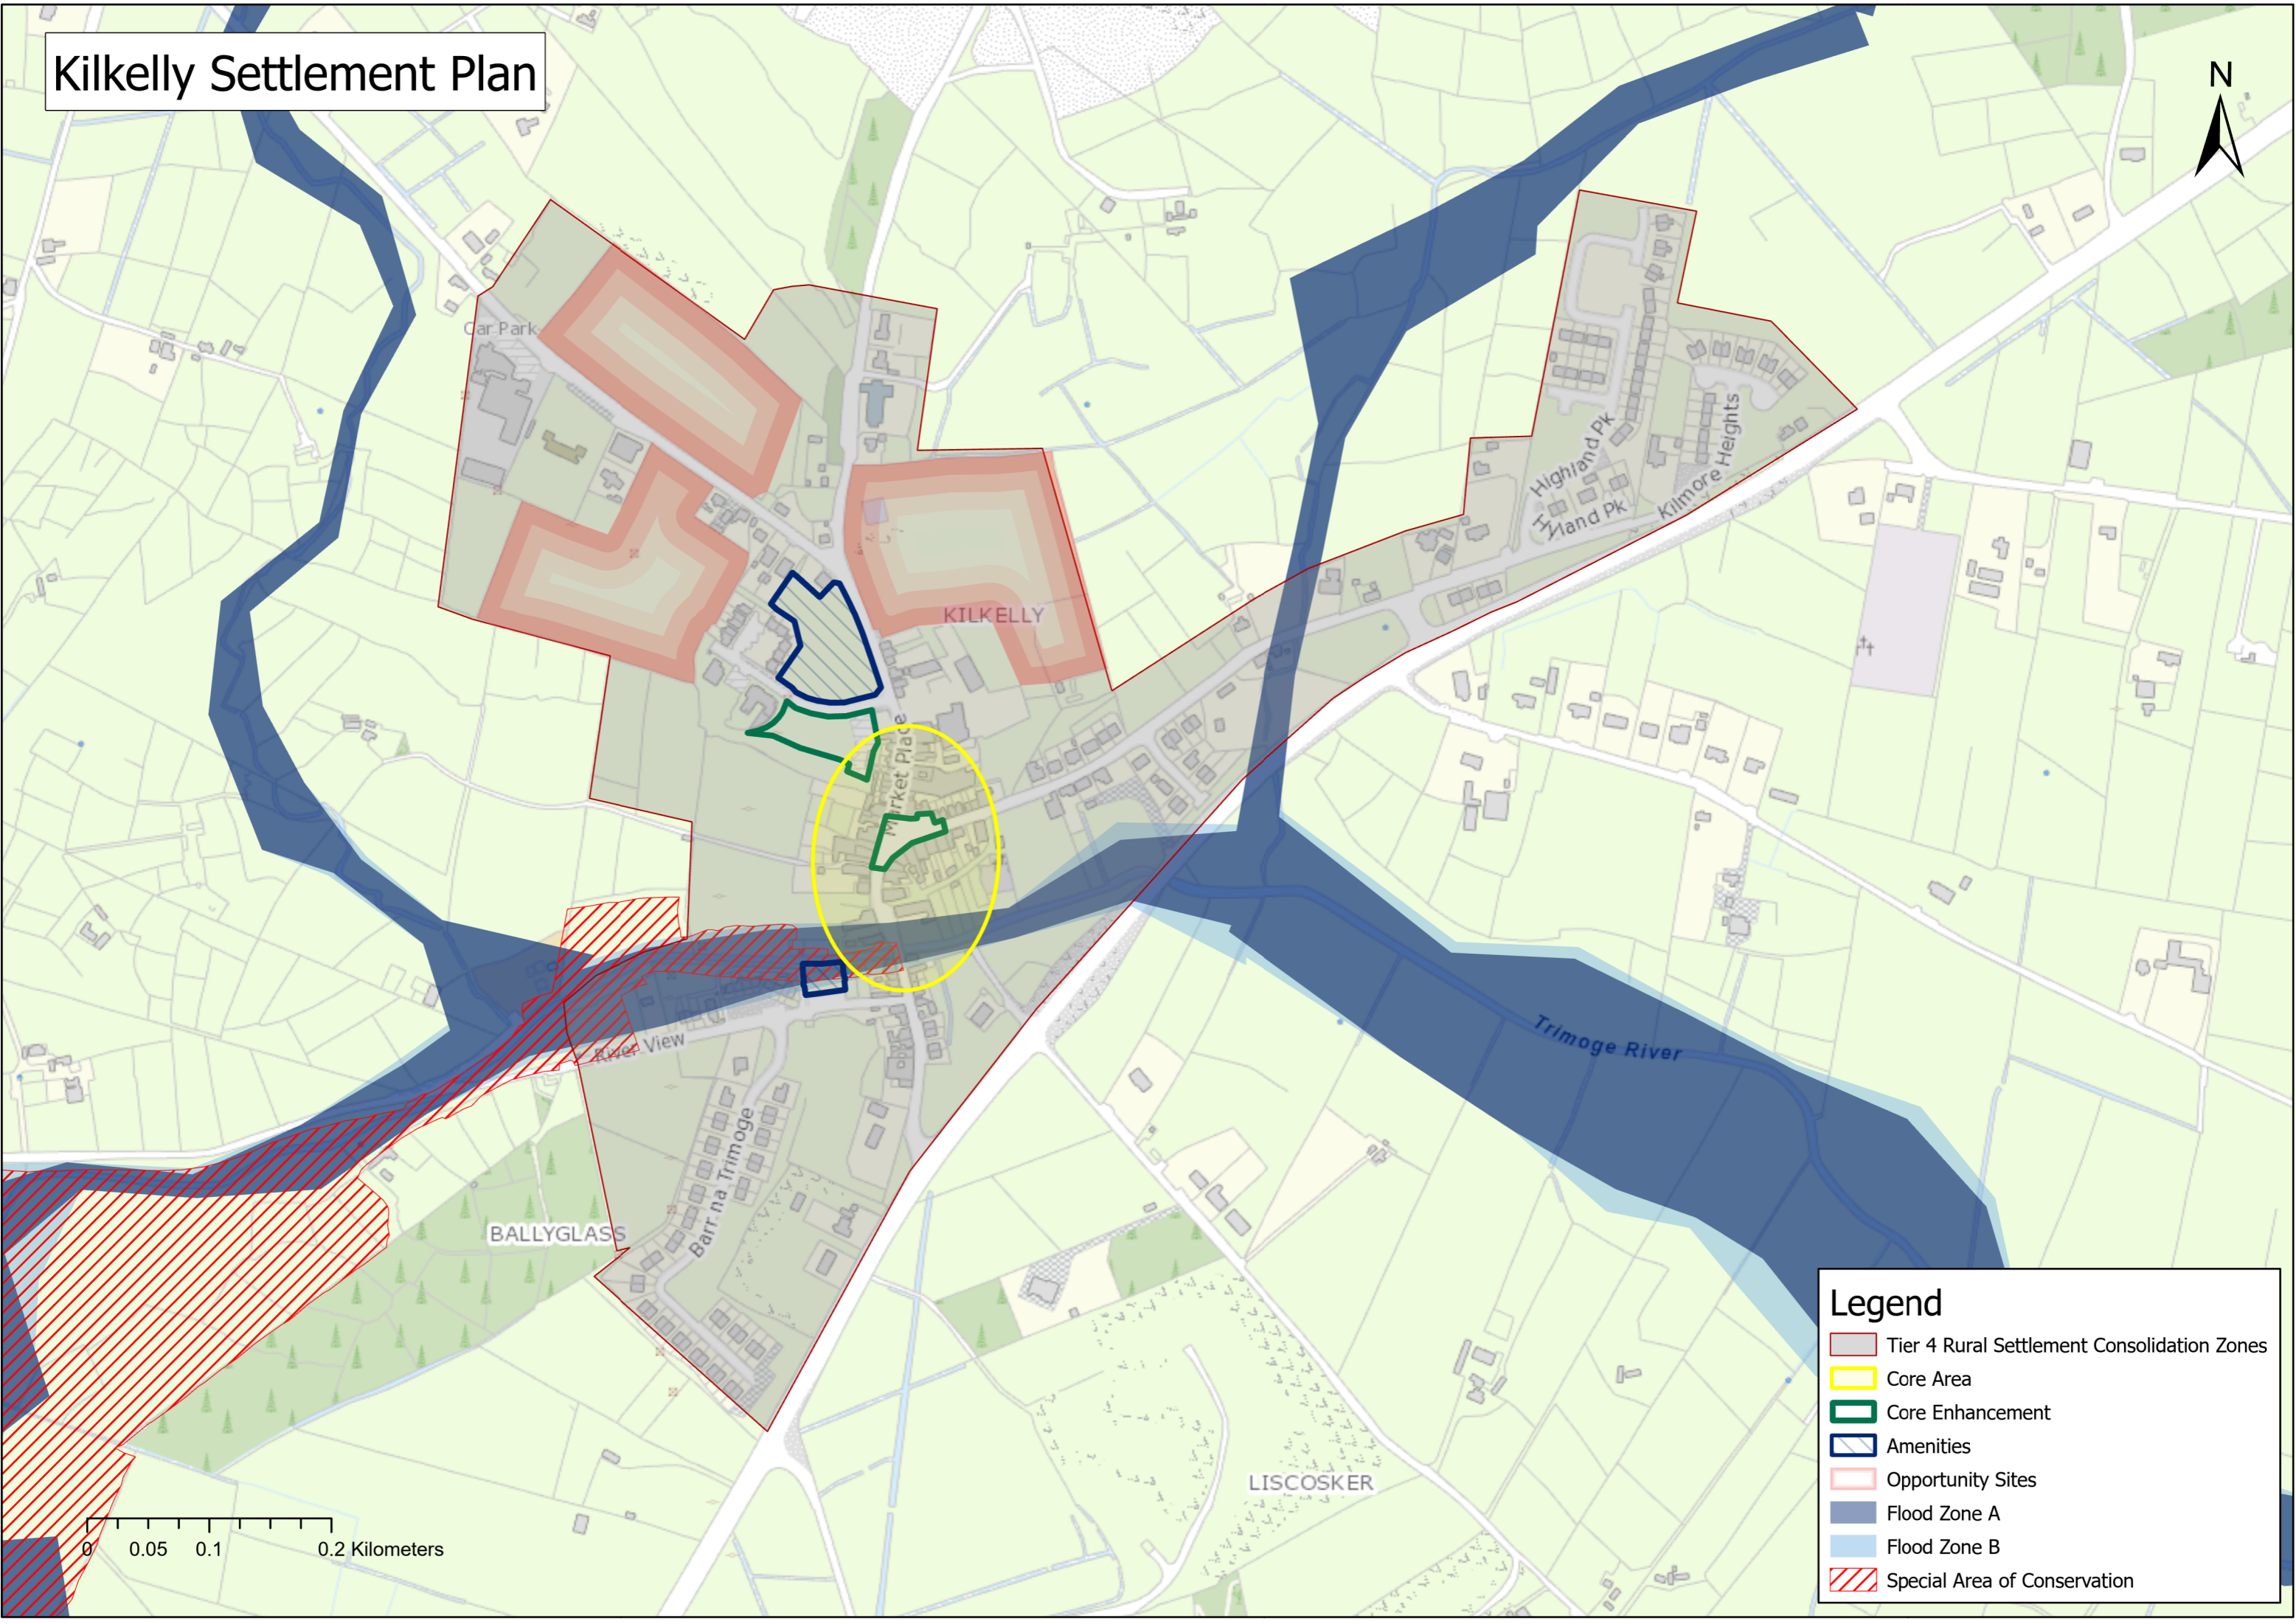 Kilkelly Settlement Plan
N
Car Park
Highland Pk
Hyland Pk
Kilmore Heights
KILKELLY
Market Place
Trimoge River
River View
Barr na Trimoge
BALLYGLASS
LISCOSKER
0 0.05 0.1 0.2 Kilometers
Legend
Tier 4 Rural Settlement Consolidation Zones
Core Area
Core Enhancement
Amenities
Opportunity Sites
Flood Zone A
Flood Zone B
Special Area of Conservation